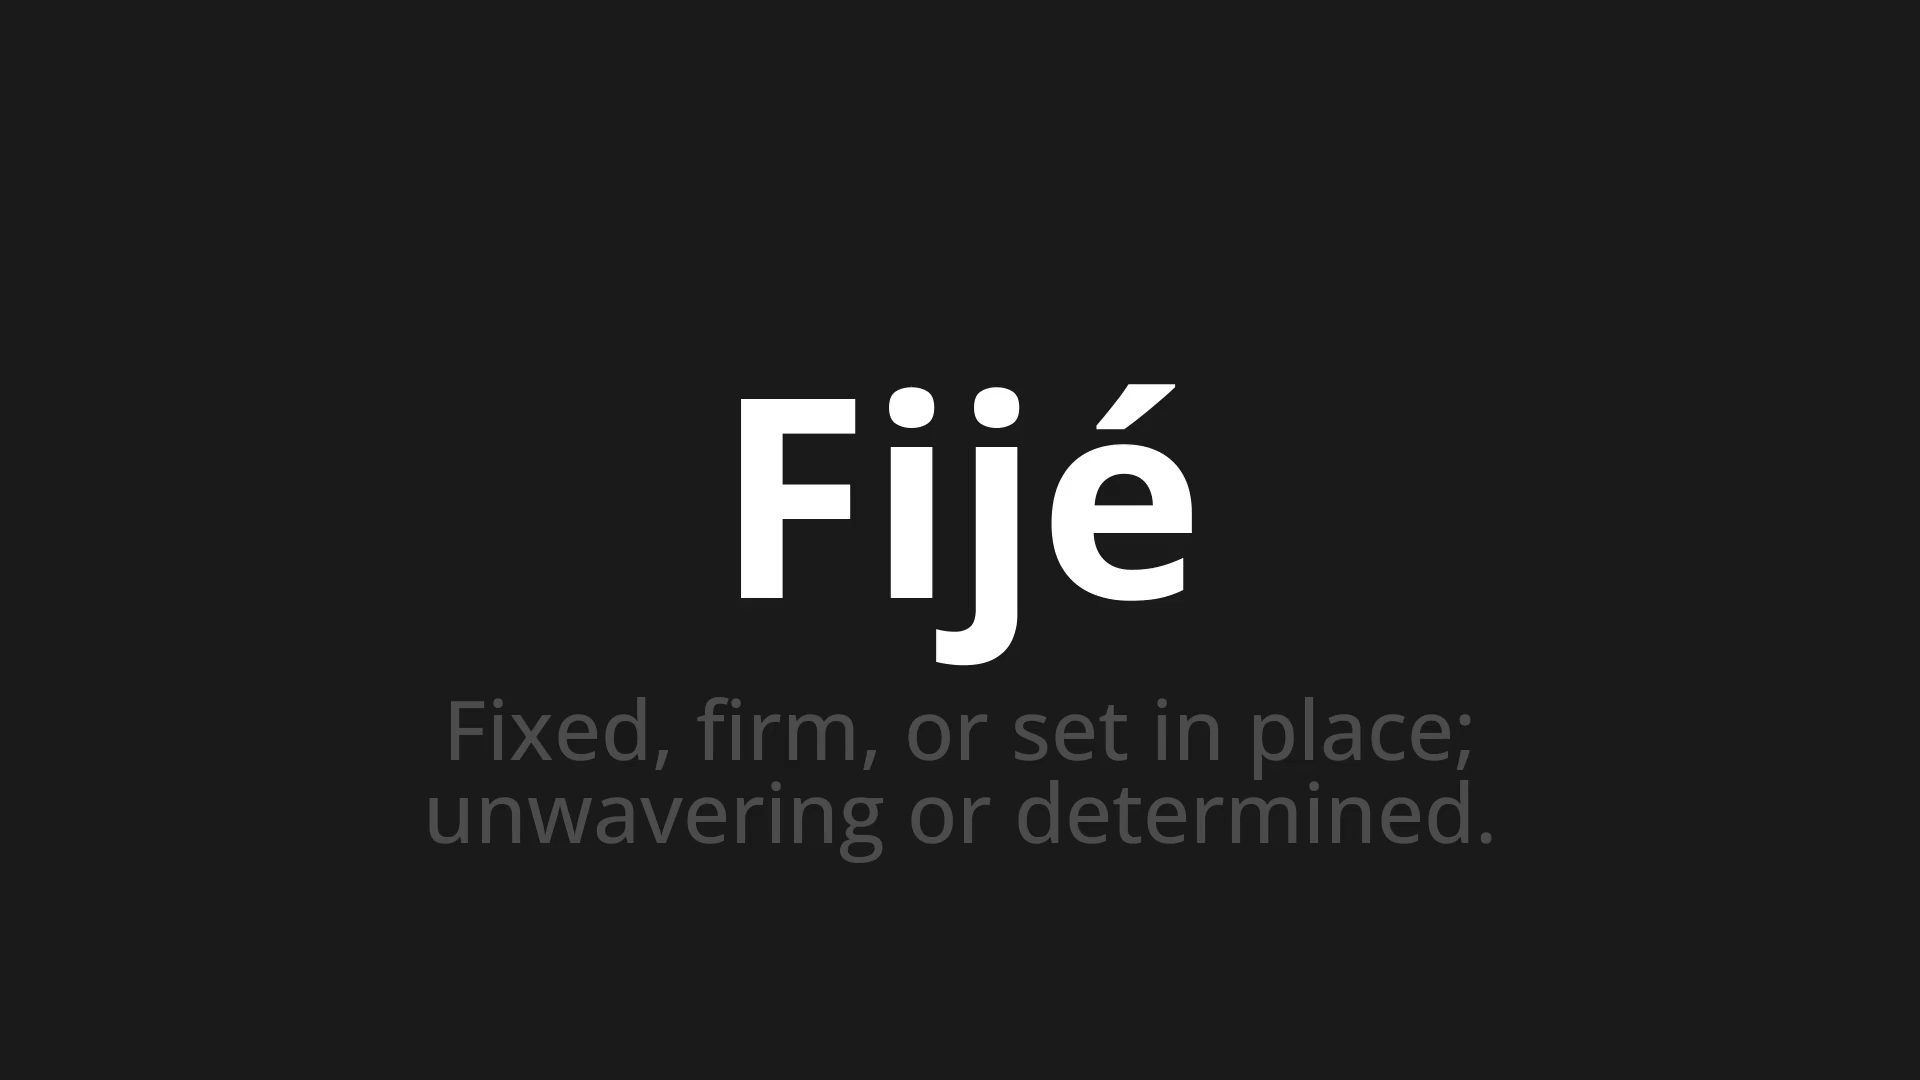 Fijé
Fixed, firm, or set in place;
unwavering or determined.